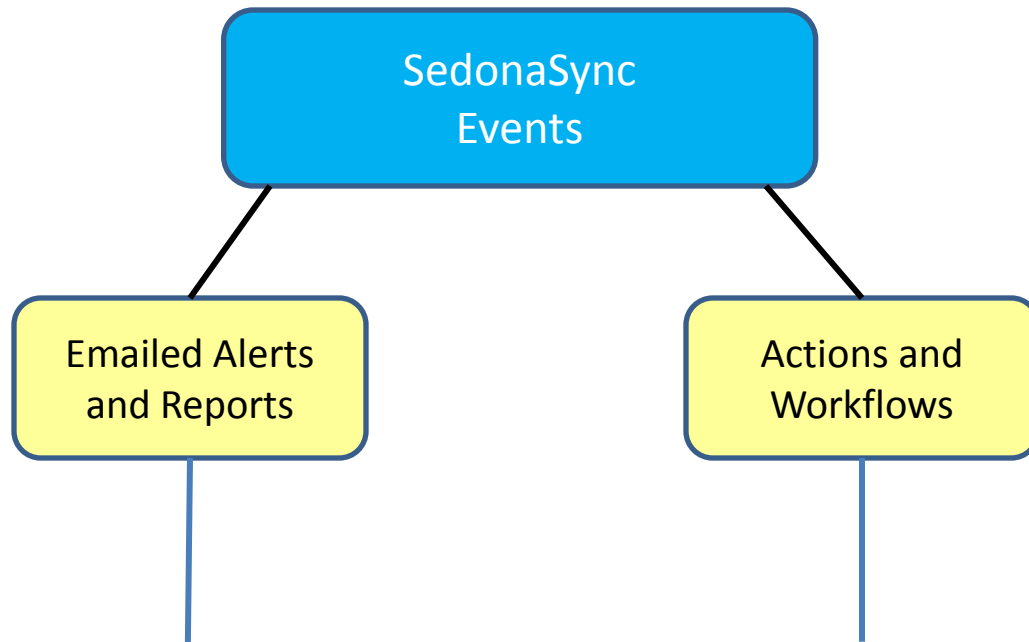 SedonaSync
Events
Emailed Alerts
and Reports
Actions and
Workflows